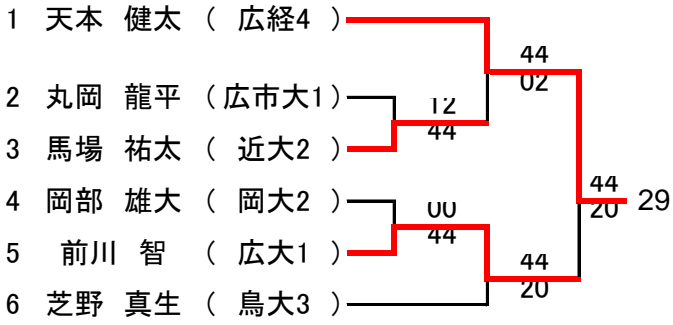 1 天本 健太 ( 広経4 )
44
02
2 丸岡 龍平 (広市大1)
12
44
3 馬場 祐太 ( 近大2 )
44
20 29
4 岡部 雄大 ( 岡大2 )
00
44
5 前川 智 ( 広大1 )
44
20
6 芝野 真生 ( 鳥大3 )